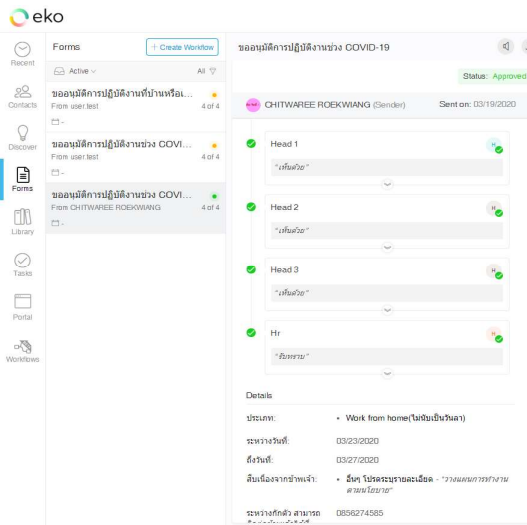 eko
Recent
Contacts
Discover
Forms
Library
Tasks
Portal
Workflows
Forms
+ Create Workflow
Active
All
ขออนุมัติการปฏิบัติงานที่บ้านหรือเ...
From user test
4 of 4
-
ขออนุมัติการปฏิบัติงานช่วง COVI...
From user test
4 of 4
-
ขออนุมัติการปฏิบัติงานช่วง COVI...
From CHITWAREE ROEKWIANG
4 of 4
-
ขออนุมัติการปฏิบัติงานช่วง COVID-19
Status: Approved
CHITWAREE ROEKWIANG (Sender)
Sent on: 03/19/2020
Head 1
H
"เห็นด้วย"
Head 2
H
"เห็นด้วย"
Head 3
H
"เห็นด้วย"
Hr
H
"รับทราบ"
Details
ประเภท:
• Work from home(ไม่นับเป็นวันลา)
ระหว่างวันที่:
03/23/2020
ถึงวันที่:
03/27/2020
สืบเนื่องจากข้าพเจ้า:
• อื่นๆ โปรดระบุรายละเอียด - "วางแผนการทำงาน
ตามนโยบาย"
ระหว่างกักตัว สามารถ
0856274585